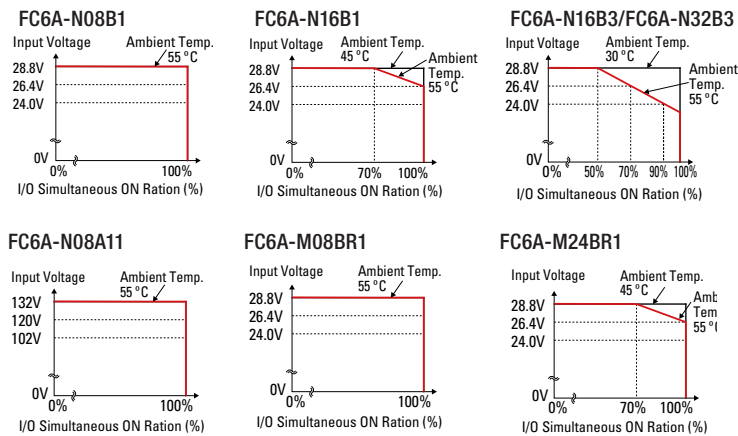 FC6A-N08B1
Input Voltage
Ambient Temp.
55 °C
28.8V
26.4V
24.0V
0V
0%
100%
I/O Simultaneous ON Ration (%)
FC6A-N16B1
Input Voltage
Ambient Temp.
45 °C
Ambient
Temp.
55 °C
28.8V
26.4V
24.0V
0V
0%
70%
100%
I/O Simultaneous ON Ration (%)
FC6A-N16B3/FC6A-N32B3
Input Voltage
Ambient Temp.
30 °C
Ambient
Temp.
55 °C
28.8V
26.4V
24.0V
0V
0%
50%
70%
90%
100%
I/O Simultaneous ON Ration (%)
FC6A-N08A11
Input Voltage
Ambient Temp.
55 °C
132V
120V
102V
0V
0%
100%
I/O Simultaneous ON Ration (%)
FC6A-M08BR1
Input Voltage
Ambient Temp.
55 °C
28.8V
26.4V
24.0V
0V
0%
100%
I/O Simultaneous ON Ration (%)
FC6A-M24BR1
Input Voltage
Ambient Temp.
45 °C
55 °
28.8V
26.4V
24.0V
0V
0%
70%
100%
I/O Simultaneous ON Ration (%)